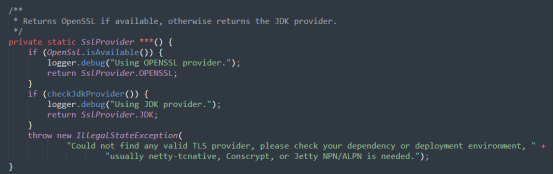 /**
* Returns OpenSSL if available, otherwise returns the JDK provider.
*/
private static SslProvider ***() {
if (OpenSsl.isAvailable()) {
logger.debug("Using OPENSSL provider.");
return SslProvider.OPENSSL;
}
if (checkJdkProvider()) {
logger.debug("Using JDK provider.");
return SslProvider.JDK;
}
throw new IllegalStateException(
"Could not find any valid TLS provider, please check your dependency or deployment environment, " +
"usually netty-tcnative, Conscrypt, or Jetty NPN/ALPN is needed.");
}